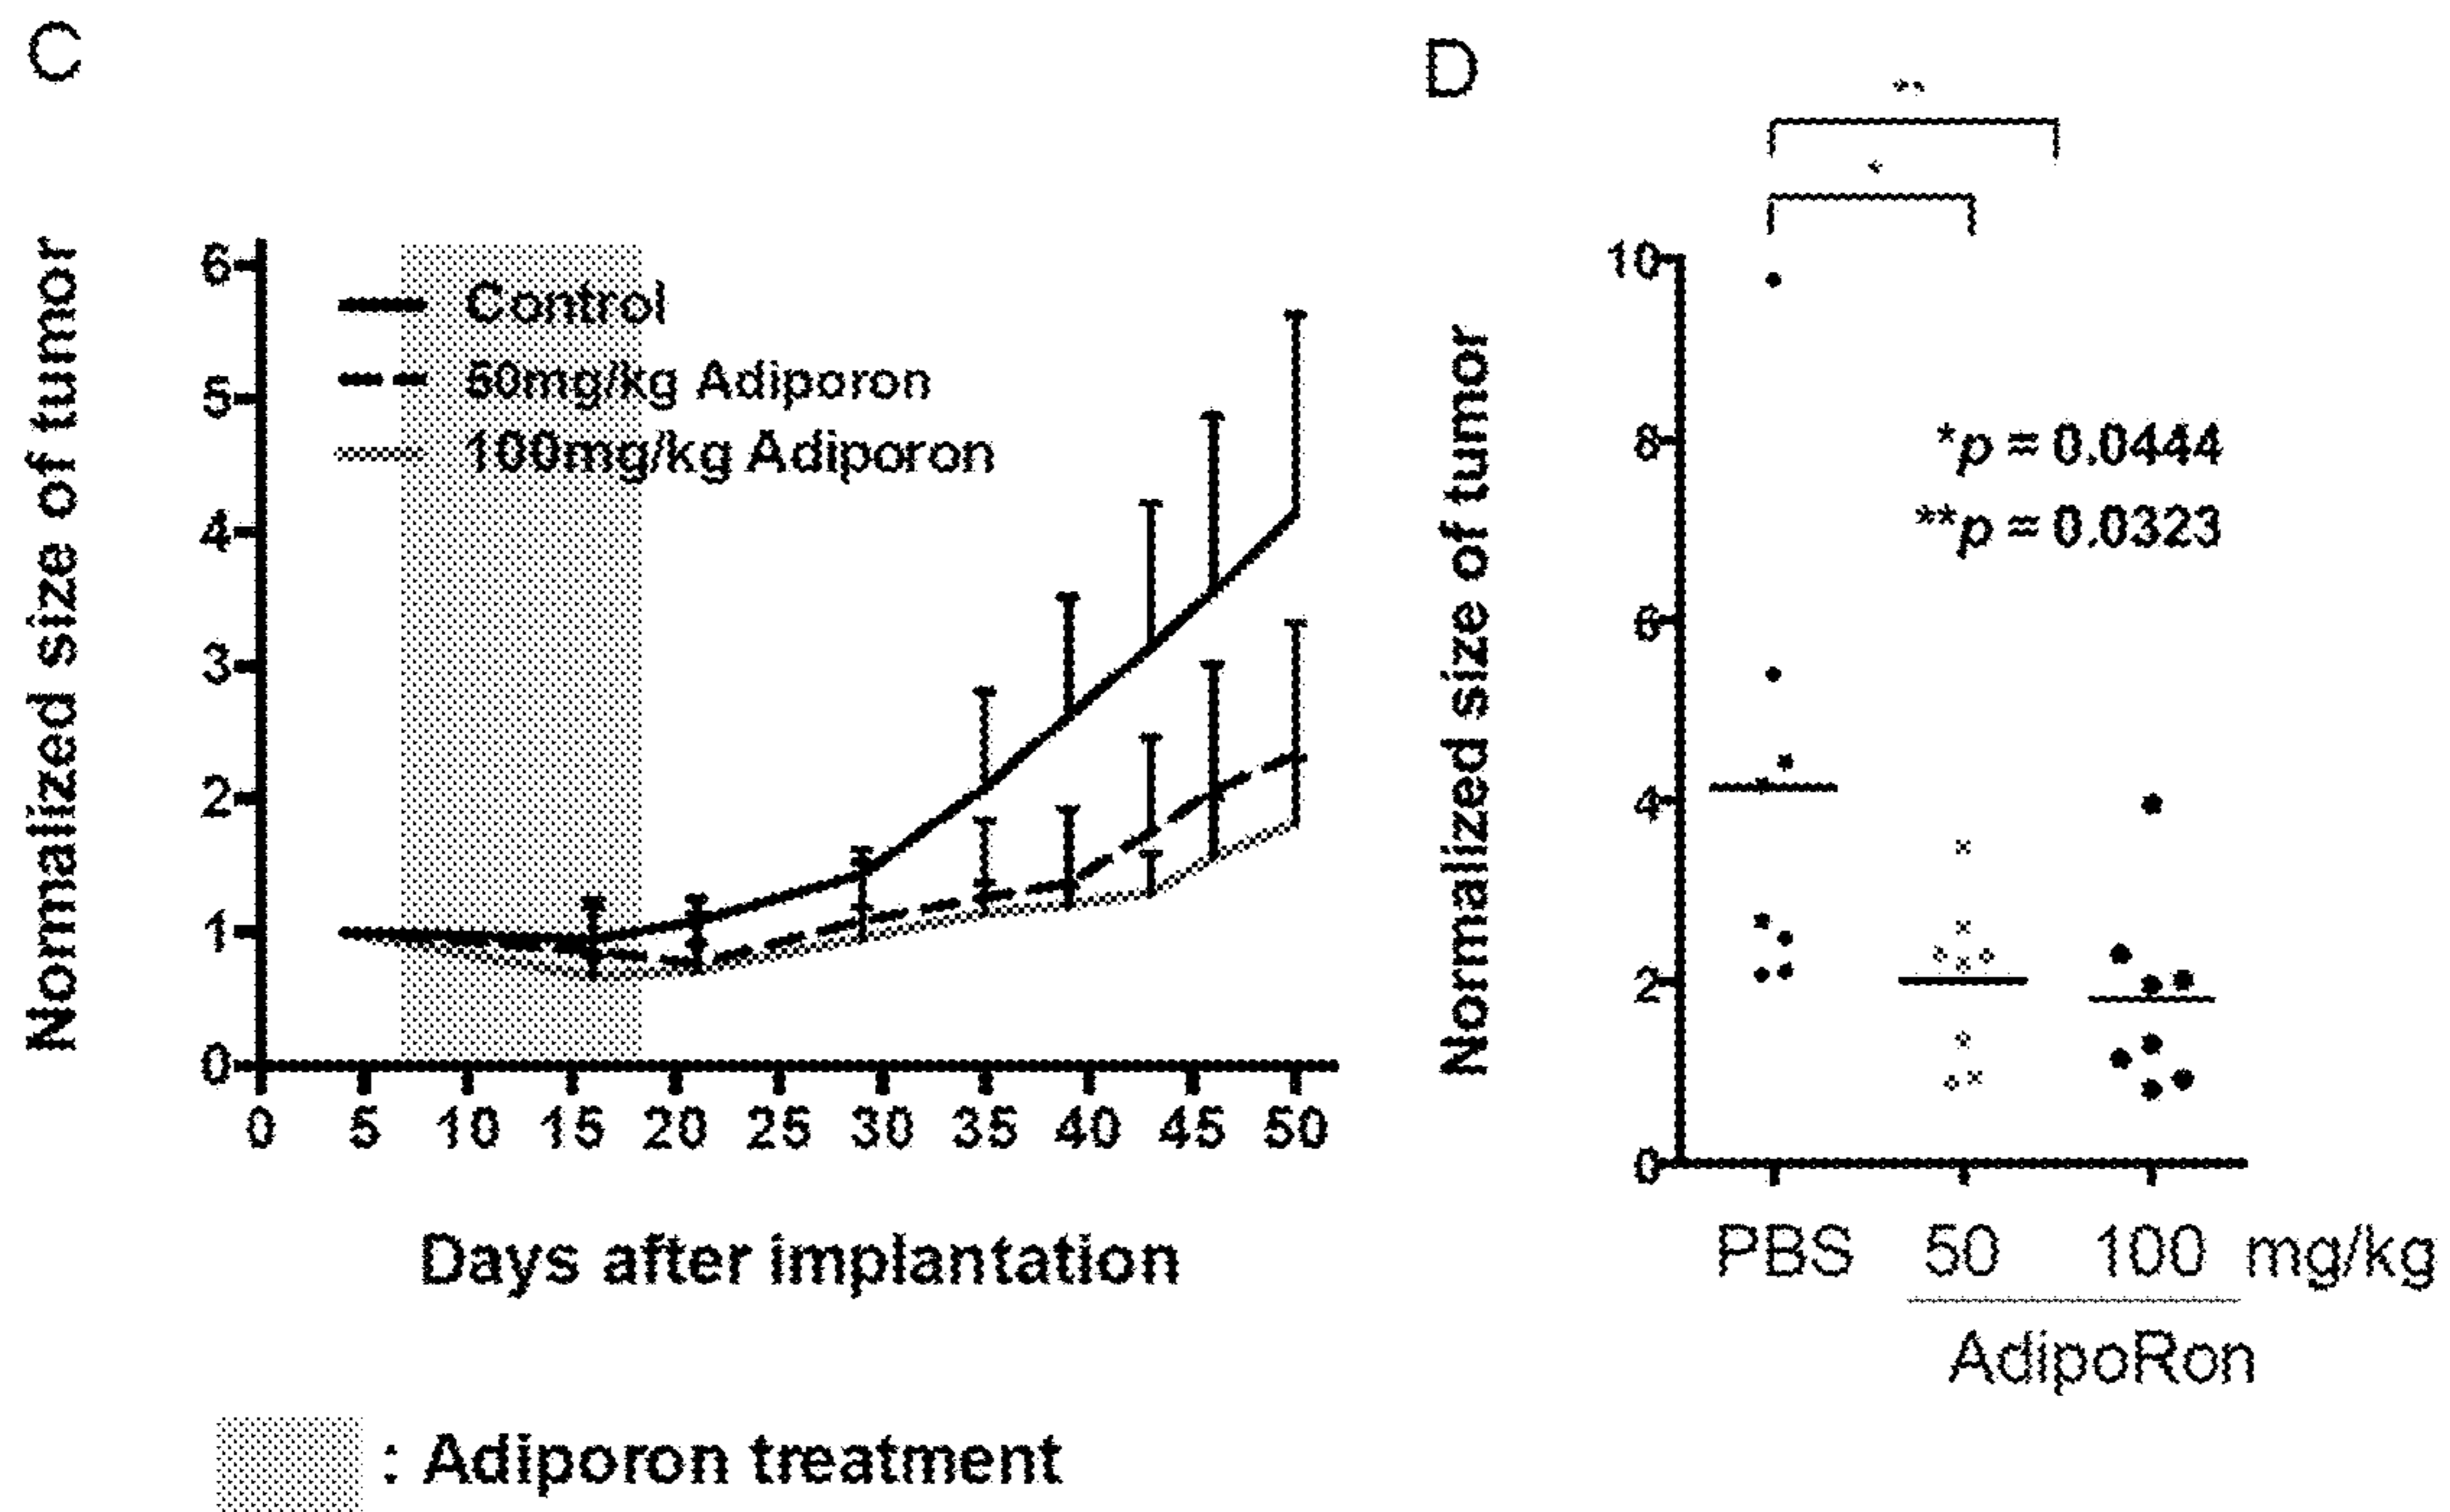 C
Normalized size of tumor
6
5
4
3
2
1
0
Control
50mg/kg Adiporon
100mg/kg Adiporon
0 5 10 15 20 25 30 35 40 45 50
Days after implantation
: Adiporon treatment
D
**
*
Normalized size of tumor
10
8
6
4
2
0
*p = 0.0444
**p = 0.0323
PBS 50 100 mg/kg
AdipoRon